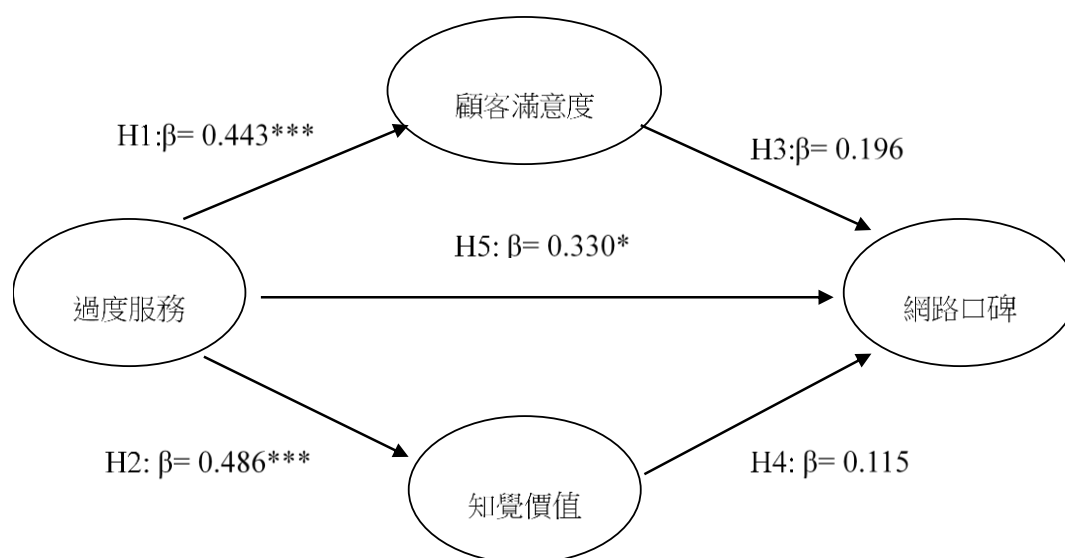 顧客滿意度
H1:β= 0.443***
H3:β= 0.196
H5: β= 0.330*
過度服務
網路口碑
H2: β= 0.486***
H4: β= 0.115
知覺價值